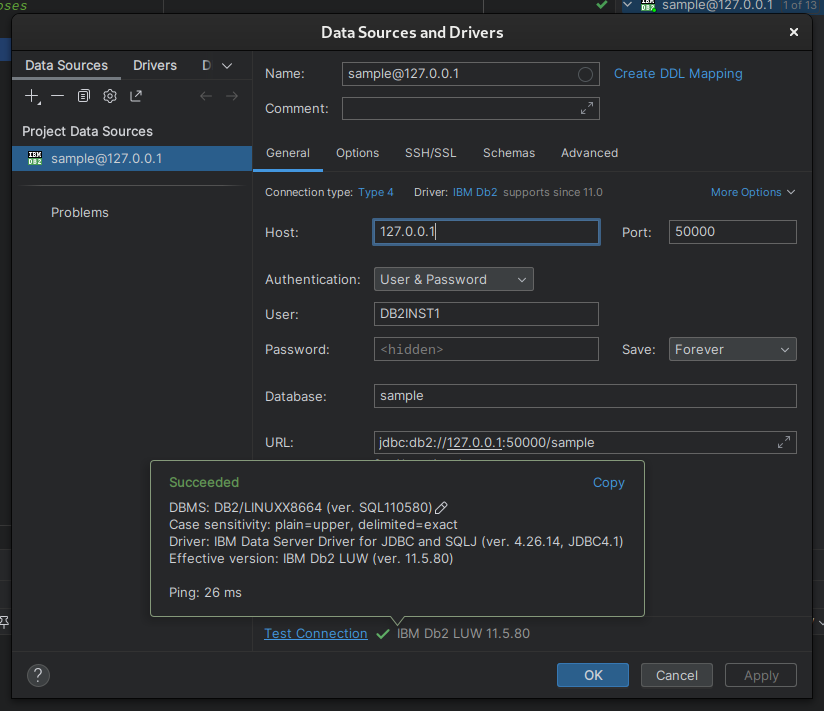 oses
sample@127.0.0.1 1 of 13
Data Sources and Drivers
Data Sources Drivers D
Name: sample@127.0.0.1 Create DDL Mapping
Comment:
Project Data Sources
IBM DB2 sample@127.0.0.1
General Options SSH/SSL Schemas Advanced
Connection type: Type 4 Driver: IBM Db2 supports since 11.0 More Options
Problems
Host: 127.0.0.1 Port: 50000
Authentication: User & Password
User: DB2INST1
Password: <hidden> Save: Forever
Database: sample
URL: jdbc:db2://127.0.0.1:50000/sample
Succeeded Copy
DBMS: DB2/LINUXX8664 (ver. SQL110580)
Case sensitivity: plain=upper, delimited=exact
Driver: IBM Data Server Driver for JDBC and SQLJ (ver. 4.26.14, JDBC4.1)
Effective version: IBM Db2 LUW (ver. 11.5.80)
Ping: 26 ms
Test Connection IBM Db2 LUW 11.5.80
? OK Cancel Apply